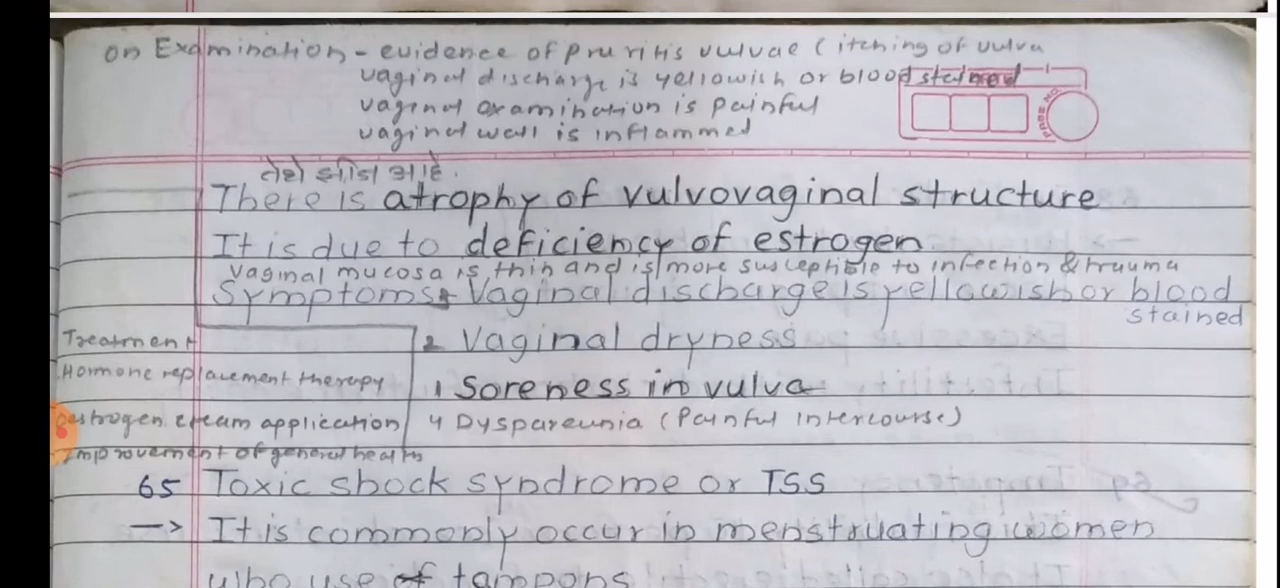 on Examination - evidence of pruritis vulvae (itching of vulva
vaginal discharge is yellowish or blood stained
vaginal examination is painful
vaginal wall is inflammed
PAGE NO.
There is atrophy of vulvovaginal structure
It is due to deficiency of estrogen
vaginal mucosa is thin and is more susceptible to infection & trauma
Symptoms Vaginal discharge is yellowish or blood
stained
Treatment
2 Vaginal dryness
Hormone replacement therapy
1 Soreness in vulva
oestrogen cream application
4 Dyspareunia (Painful Intercourse)
Improvement of general health
65 Toxic shock syndrome or TSS
-> It is commonly occur in menstruating women
who use of tampons